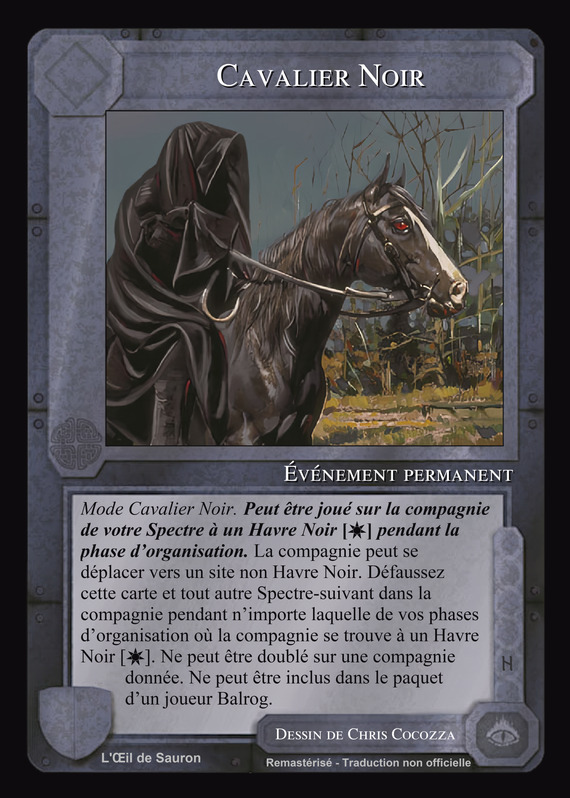 Cavalier Noir
Événement permanent
Mode Cavalier Noir. Peut être joué sur la compagnie
de votre Spectre à un Havre Noir [✷] pendant la
phase d’organisation. La compagnie peut se
déplacer vers un site non Havre Noir. Défaussez
cette carte et tout autre Spectre-suivant dans la
compagnie pendant n’importe laquelle de vos phases
d’organisation où la compagnie se trouve à un Havre
Noir [✷]. Ne peut être doublé sur une compagnie
donnée. Ne peut être inclus dans le paquet
d’un joueur Balrog.
Dessin de Chris Cocozza
L'Œil de Sauron
Remastérisé - Traduction non officielle